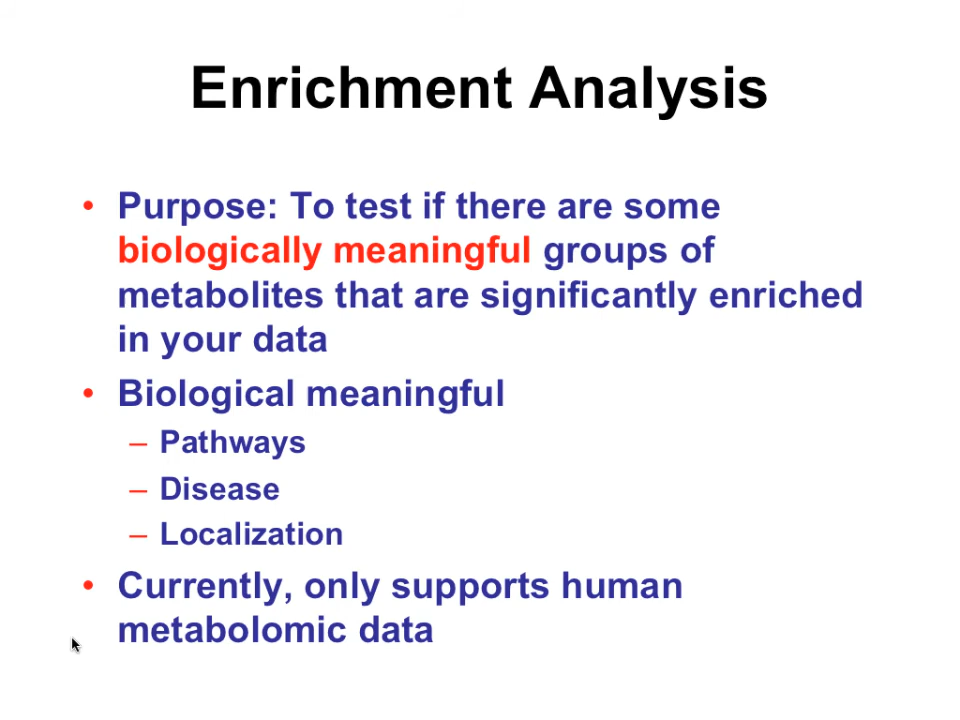 Enrichment Analysis
• Purpose: To test if there are some
biologically meaningful groups of
metabolites that are significantly enriched
in your data
• Biological meaningful
– Pathways
– Disease
– Localization
• Currently, only supports human
metabolomic data